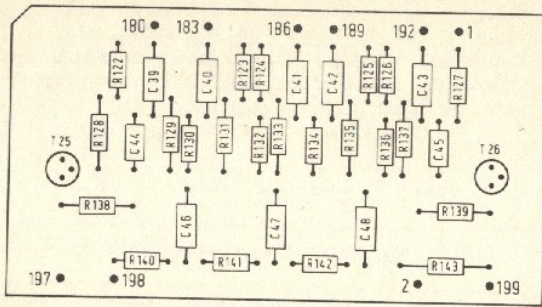 180 183 186 189 192 1
R122 C39 C40 R123 R124 C41 C42 R125 R126 C43 R127
R128 C44 R129 R130 R131 R132 R133 R134 R135 R136 R137 C45
T25 T26
R138 C46 C47 C48 R139
R140 R141 R142 R143
197 198 2 199